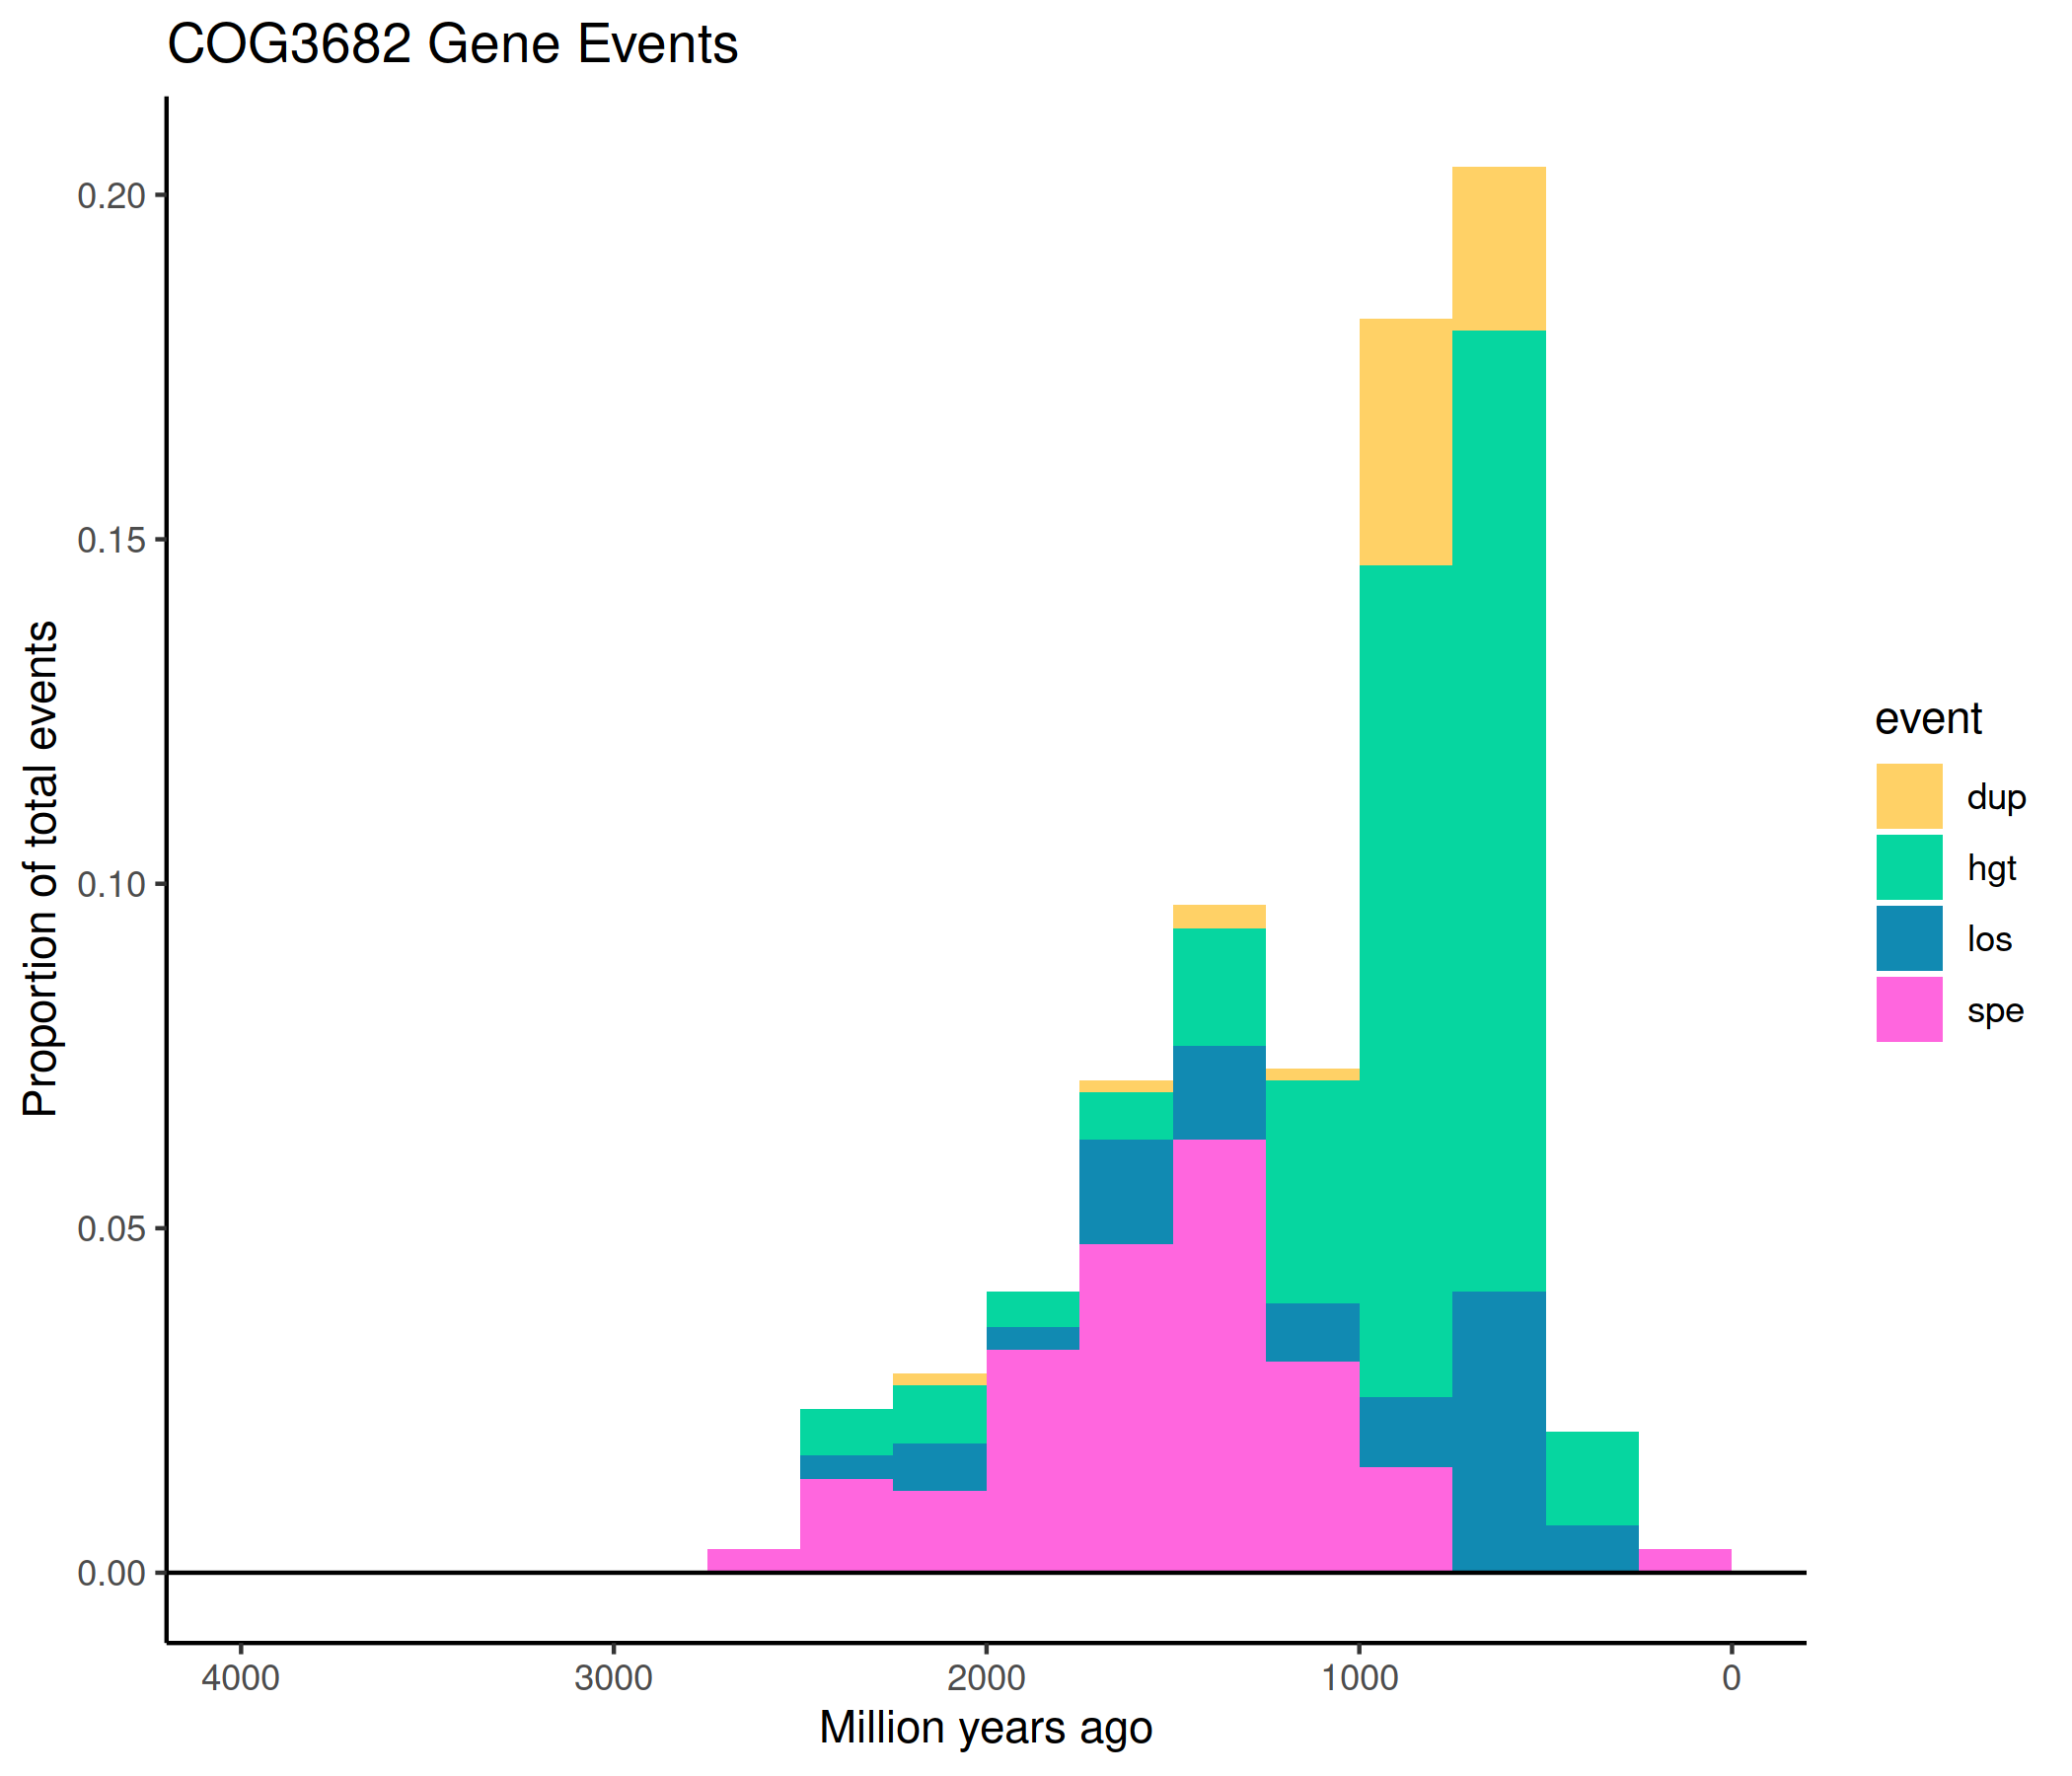 COG3682 Gene Events
Proportion of total events
0.20
0.15
0.10
0.05
0.00
4000 3000 2000 1000 0
Million years ago
event
dup
hgt
los
spe